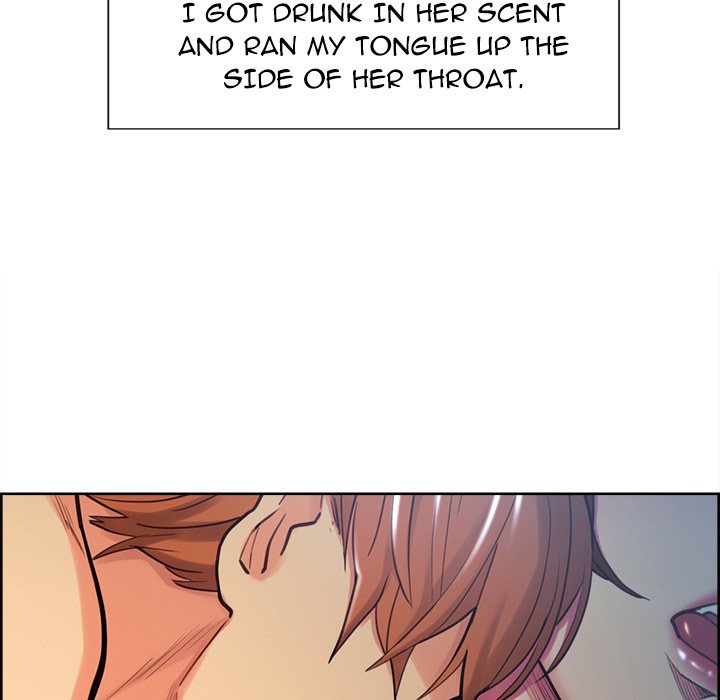 I GOT DRUNK IN HER SCENT
AND RAN MY TONGUE UP THE
SIDE OF HER THROAT.